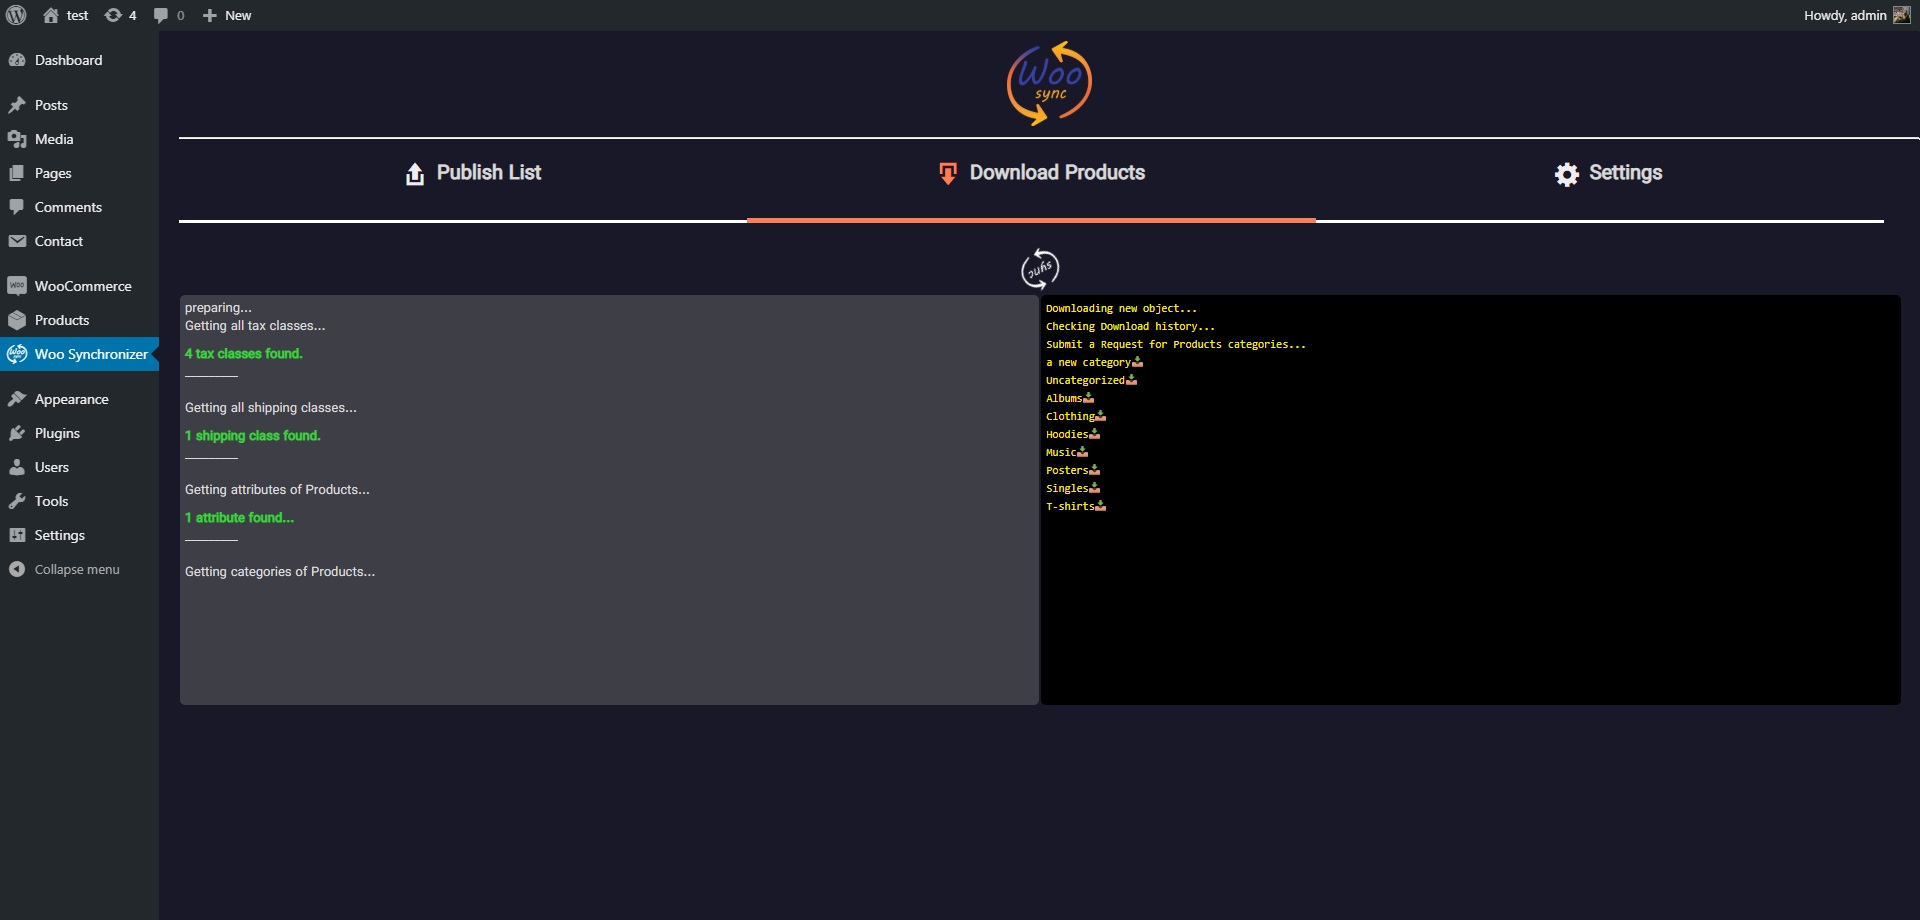 test
4
0
New
Howdy, admin
Dashboard
Posts
Media
Pages
Comments
Contact
WooCommerce
Products
Woo Synchronizer
Appearance
Plugins
Users
Tools
Settings
Collapse menu
Woo
sync
Publish List
Download Products
Settings
sync
preparing...
Getting all tax classes...
4 tax classes found.
Getting all shipping classes...
1 shipping class found.
Getting attributes of Products...
1 attribute found...
Getting categories of Products...
Downloading new object...
Checking Download history...
Submit a Request for Products categories...
a new category
Uncategorized
Albums
Clothing
Hoodies
Music
Posters
Singles
T-shirts